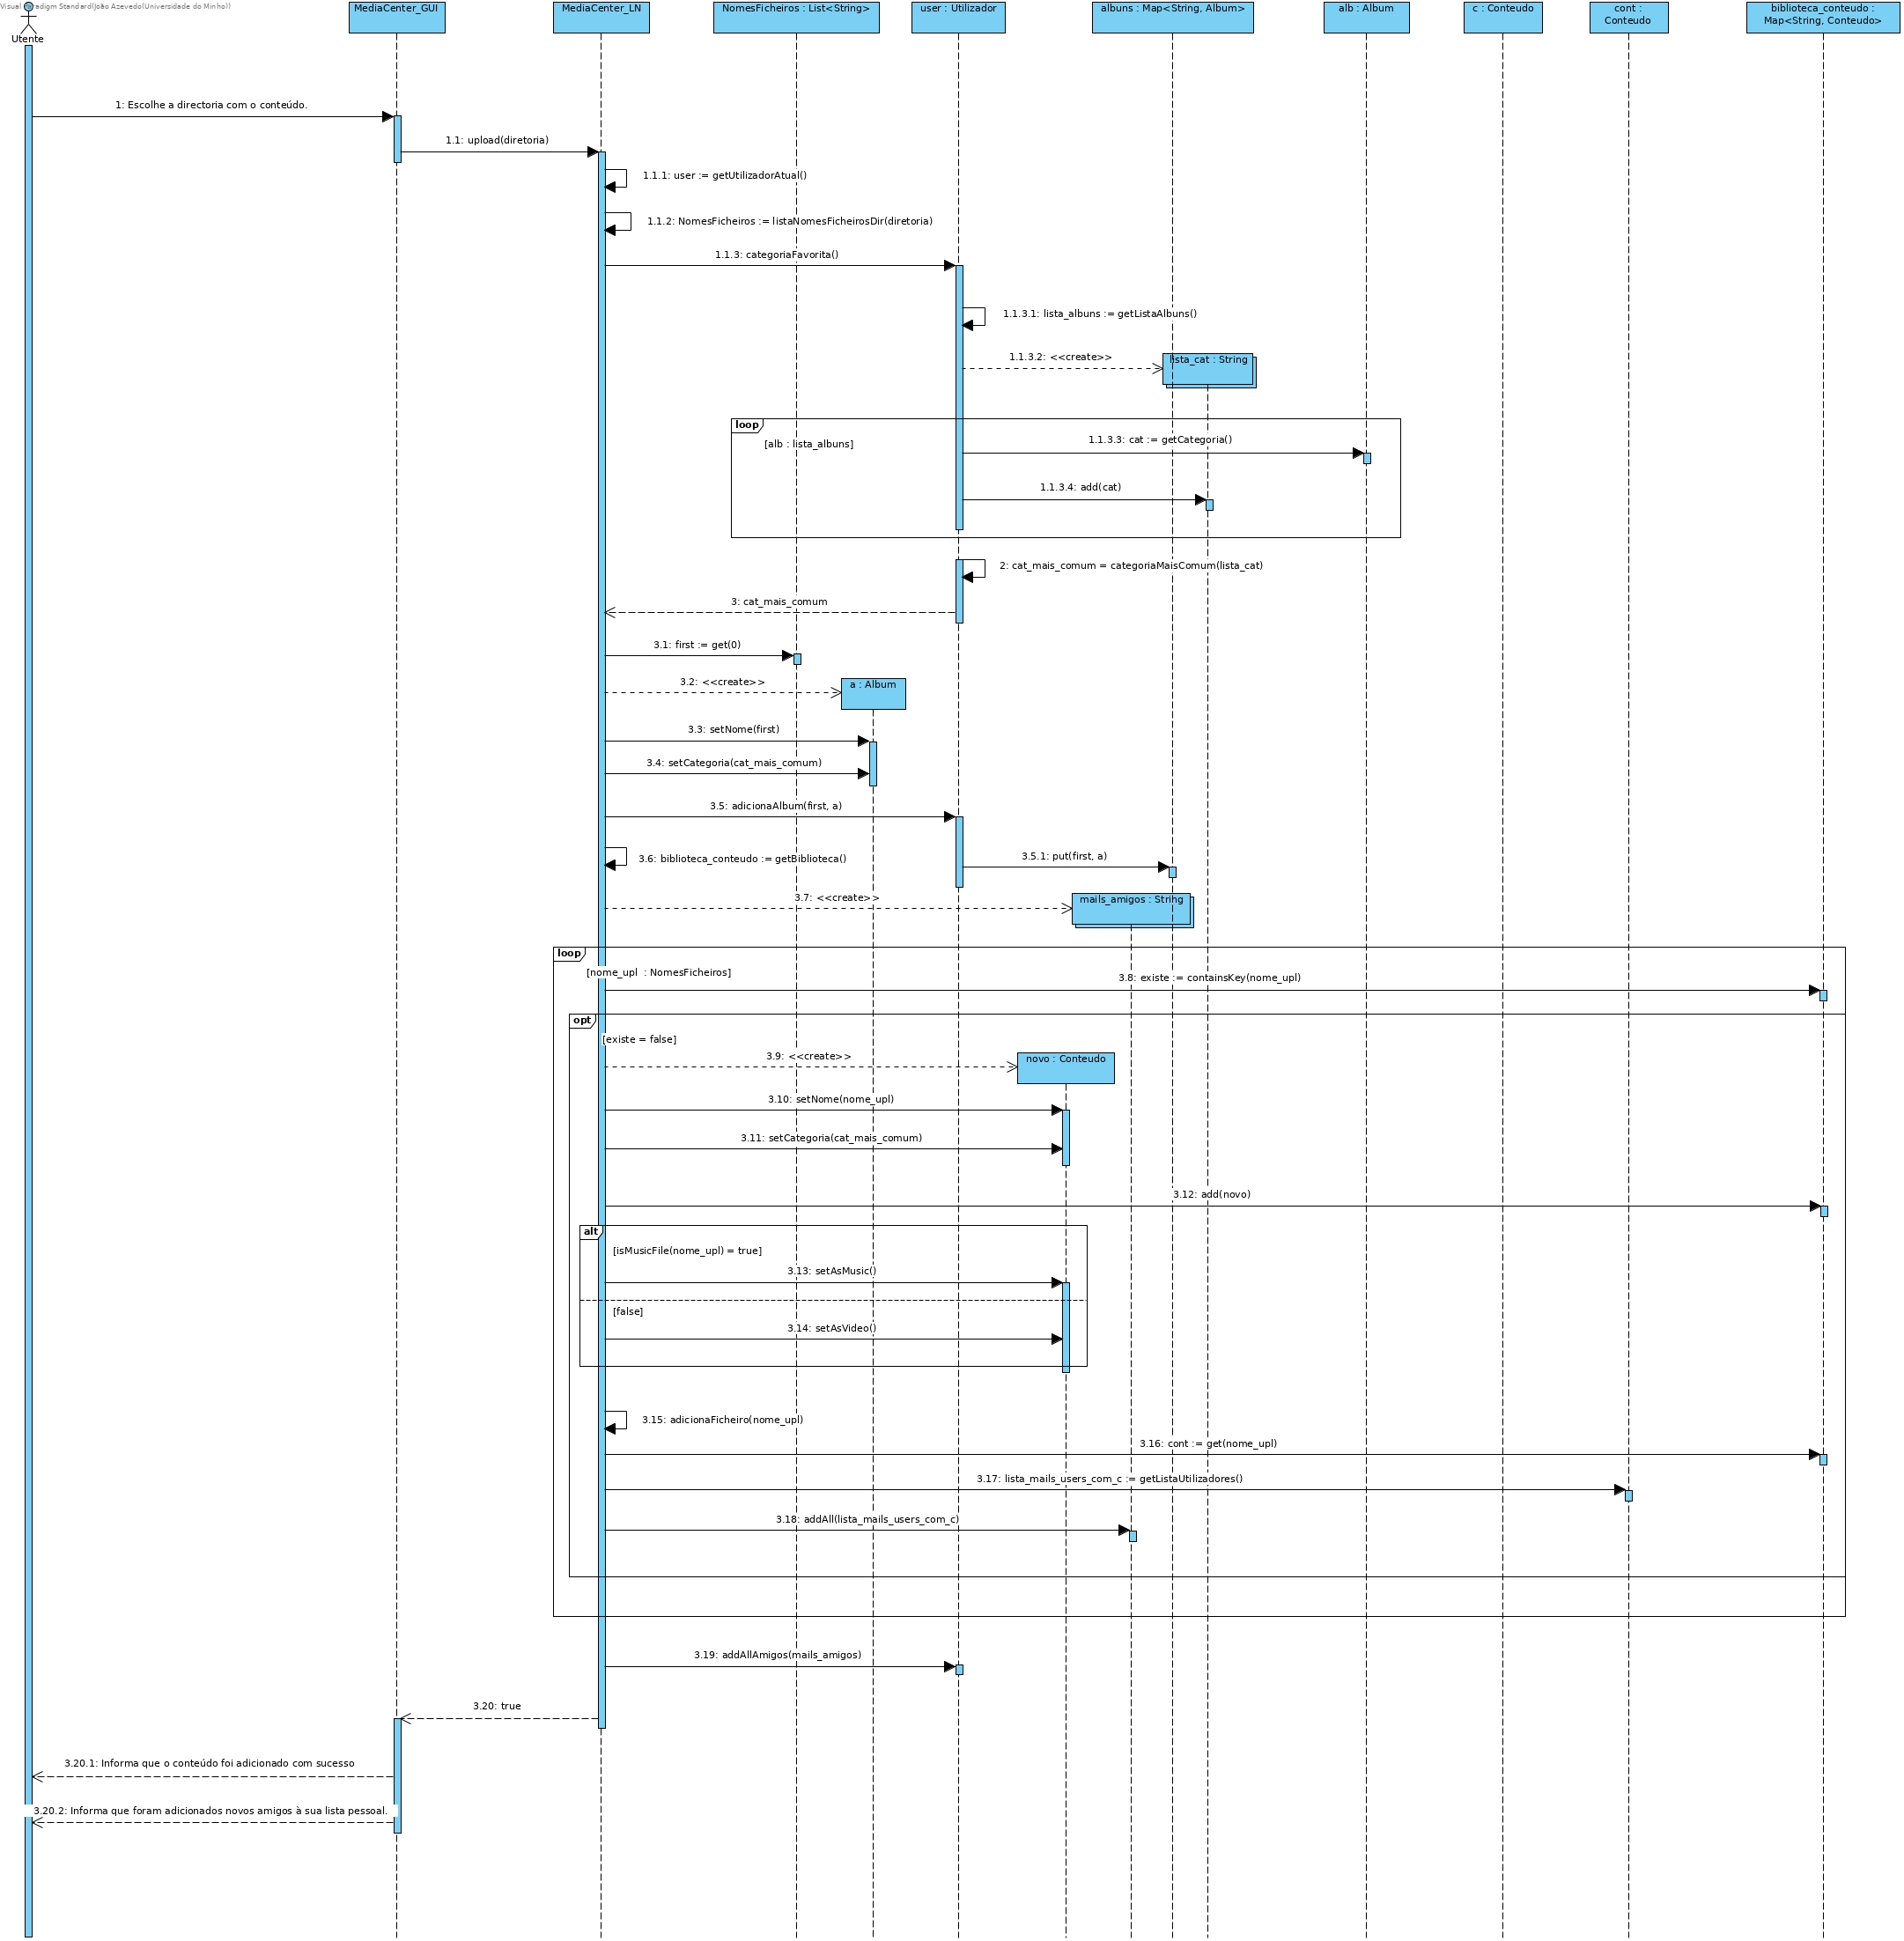 Visual Paradigm Standard(João Azevedo(Universidade do Minho))
Utente
MediaCenter_GUI
MediaCenter_LN
NomesFicheiros : List<String>
user : Utilizador
albuns : Map<String, Album>
alb : Album
c : Conteudo
cont :
Conteudo
biblioteca_conteudo :
Map<String, Conteudo>
1: Escolhe a directoria com o conteúdo.
1.1: upload(diretoria)
1.1.1: user := getUtilizadorAtual()
1.1.2: NomesFicheiros := listaNomesFicheirosDir(diretoria)
1.1.3: categoriaFavorita()
1.1.3.1: lista_albuns := getListaAlbuns()
1.1.3.2: <<create>>
lista_cat : String
loop
[alb : lista_albuns]
1.1.3.3: cat := getCategoria()
1.1.3.4: add(cat)
2: cat_mais_comum = categoriaMaisComum(lista_cat)
3: cat_mais_comum
3.1: first := get(0)
3.2: <<create>>
a : Album
3.3: setNome(first)
3.4: setCategoria(cat_mais_comum)
3.5: adicionaAlbum(first, a)
3.6: biblioteca_conteudo := getBiblioteca()
3.5.1: put(first, a)
3.7: <<create>>
mails_amigos : String
loop
[nome_upl : NomesFicheiros]
3.8: existe := containsKey(nome_upl)
opt
[existe = false]
3.9: <<create>>
novo : Conteudo
3.10: setNome(nome_upl)
3.11: setCategoria(cat_mais_comum)
3.12: add(novo)
alt
[isMusicFile(nome_upl) = true]
3.13: setAsMusic()
[false]
3.14: setAsVideo()
3.15: adicionaFicheiro(nome_upl)
3.16: cont := get(nome_upl)
3.17: lista_mails_users_com_c := getListaUtilizadores()
3.18: addAll(lista_mails_users_com_c)
3.19: addAllAmigos(mails_amigos)
3.20: true
3.20.1: Informa que o conteúdo foi adicionado com sucesso
3.20.2: Informa que foram adicionados novos amigos à sua lista pessoal.